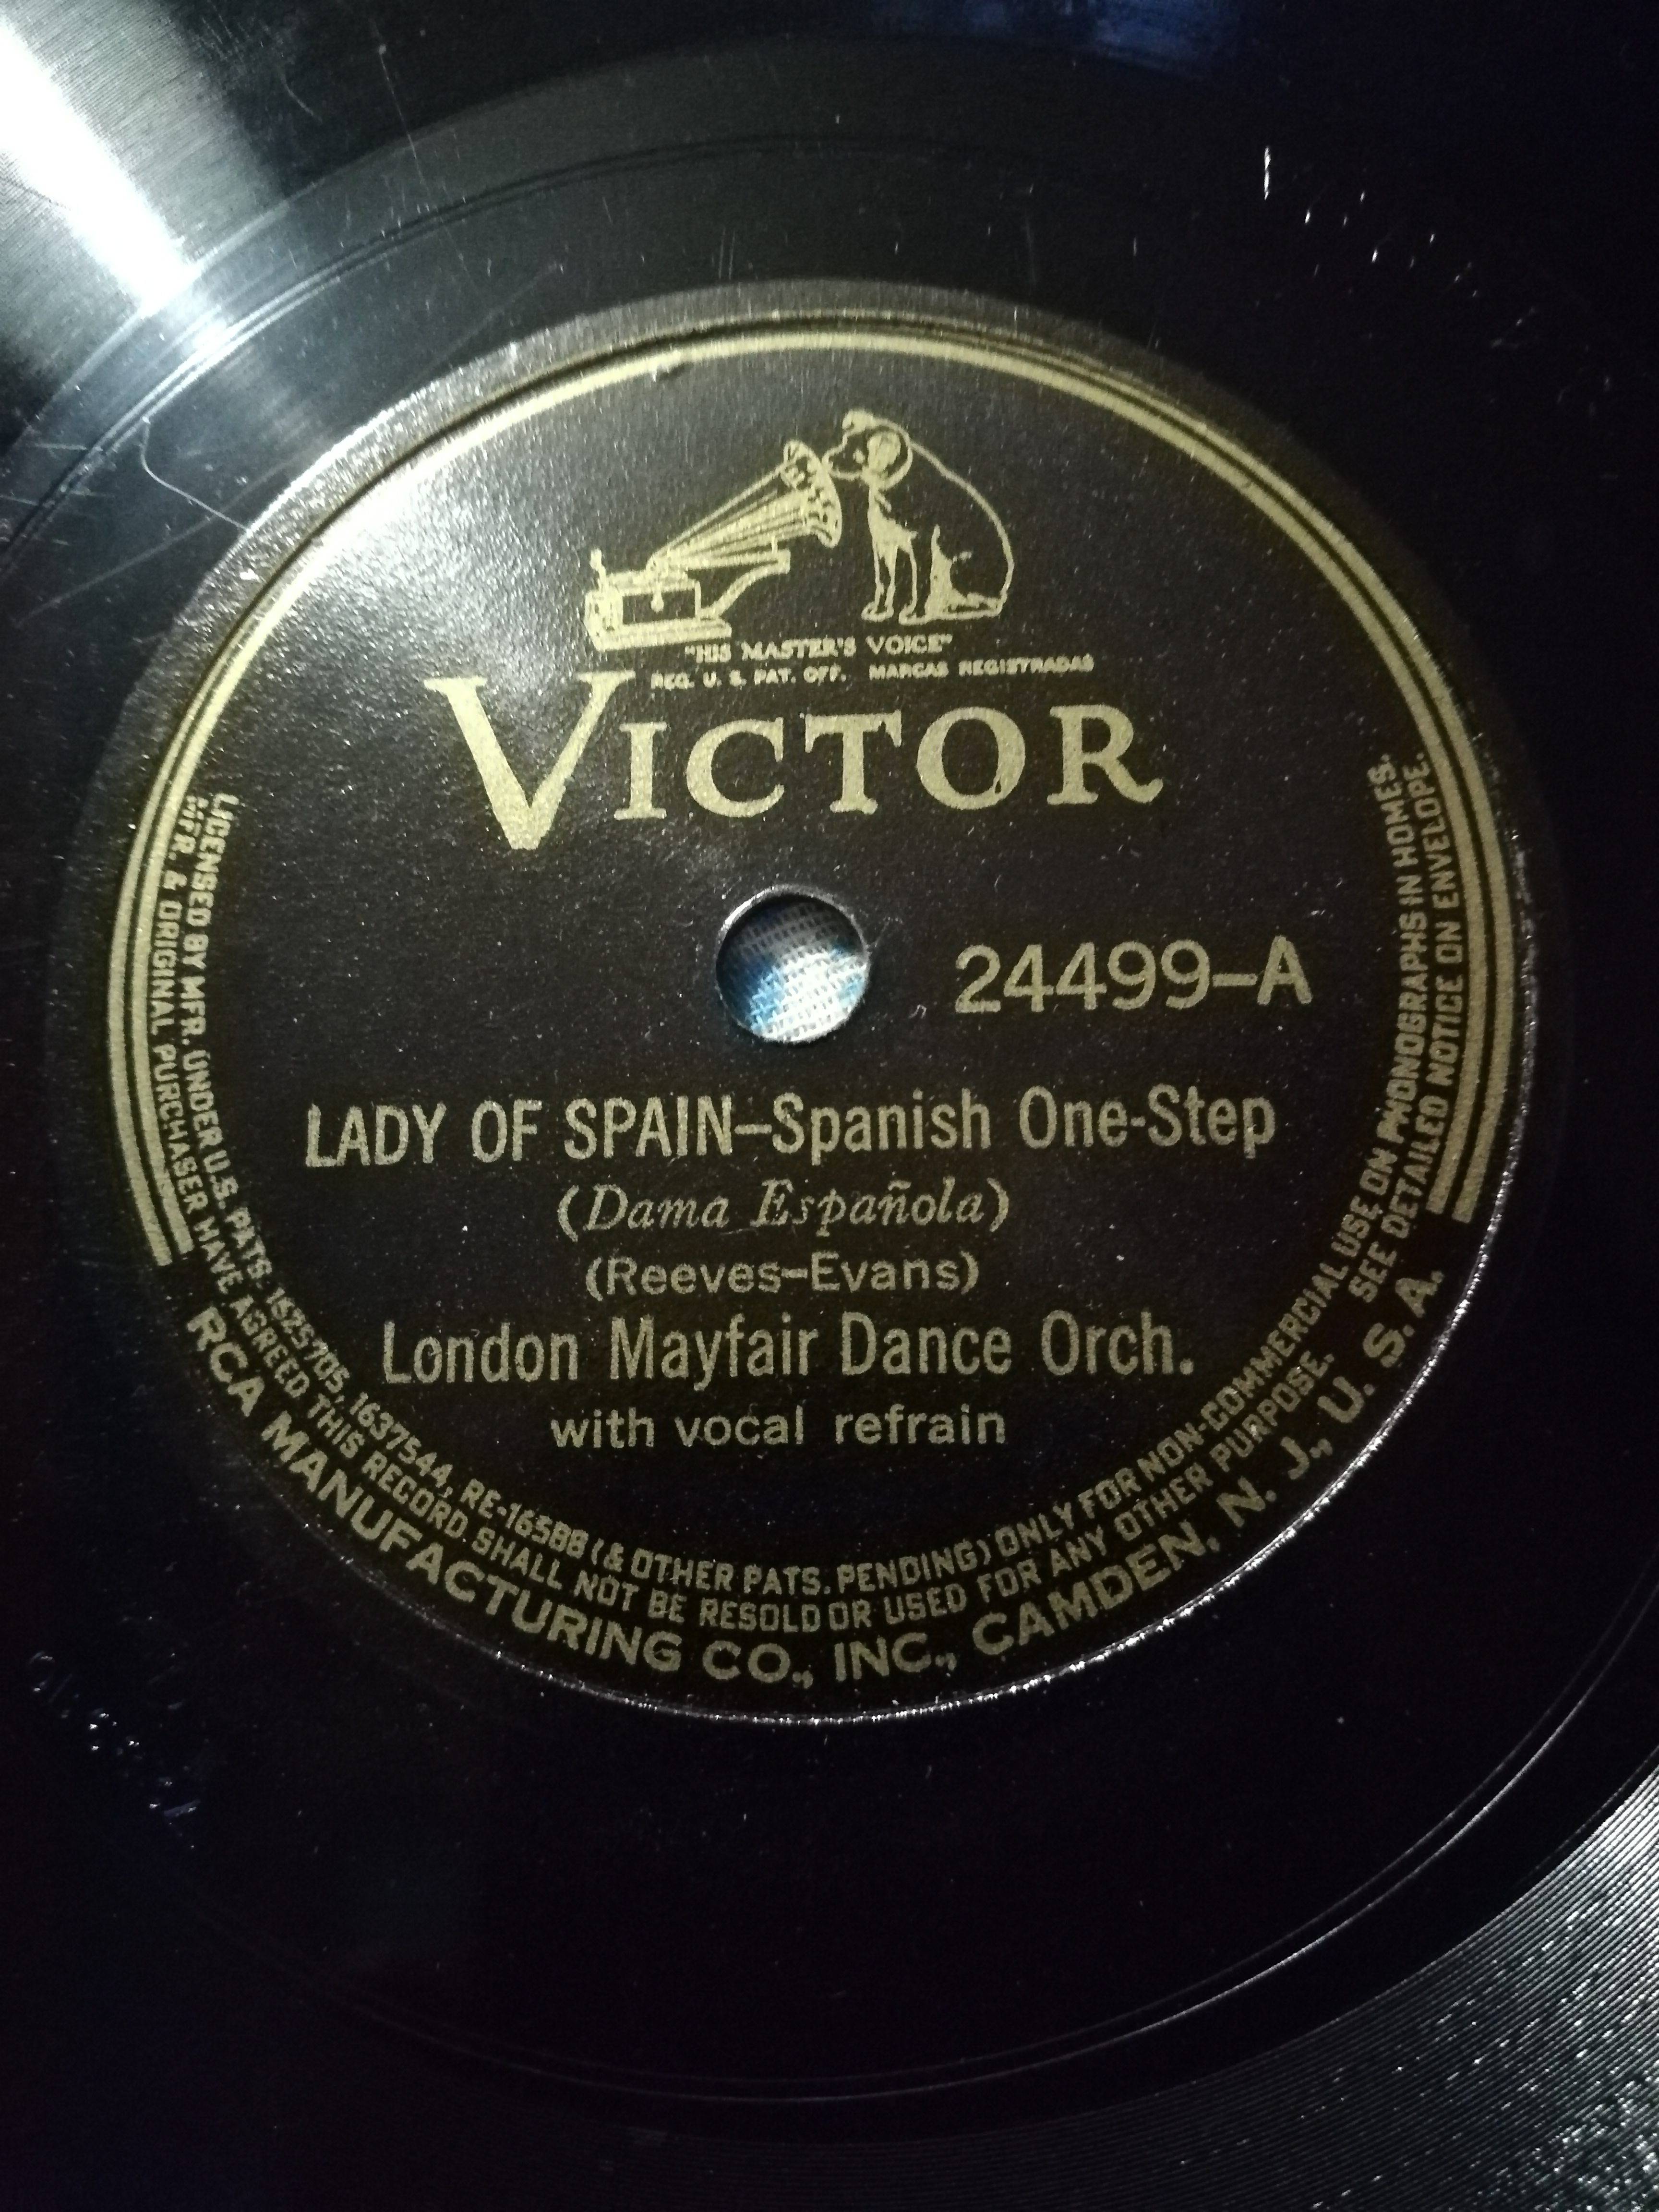 "HIS MASTER'S VOICE"
REG. U. S. PAT. OFF. MARCAS REGISTRADAS
VICTOR
24499-A
LADY OF SPAIN-Spanish One-Step
(Dama Española)
(Reeves-Evans)
London Mayfair Dance Orch.
with vocal refrain
LICENSED BY MFR. UNDER U.S. PATS. 1625705, 1637544, RE-16588 (& OTHER PATS. PENDING) ONLY FOR NON-COMMERCIAL USE ON PHONOGRAPHS IN HOMES.
MFR. & ORIGINAL PURCHASER HAVE AGREED THIS RECORD SHALL NOT BE RESOLD OR USED FOR ANY OTHER PURPOSE. SEE DETAILED NOTICE ON ENVELOPE.
RCA MANUFACTURING CO., INC., CAMDEN, N. J., U. S. A.